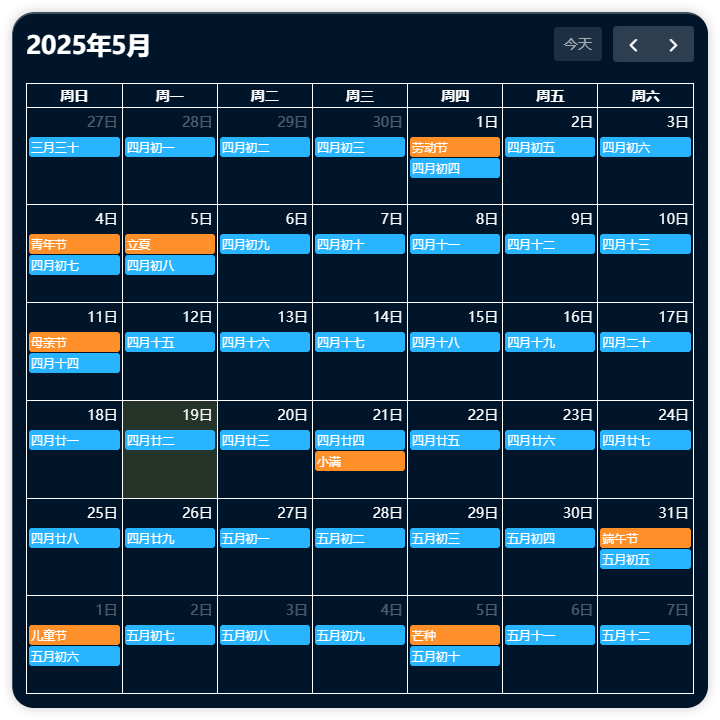 2025年5月
今天
周日 周一 周二 周三 周四 周五 周六
27日 28日 29日 30日 1日 2日 3日
三月三十 四月初一 四月初二 四月初三 劳动节 四月初五 四月初六
四月初四
4日 5日 6日 7日 8日 9日 10日
青年节 立夏 四月初九 四月初十 四月十一 四月十二 四月十三
四月初七 四月初八
11日 12日 13日 14日 15日 16日 17日
母亲节 四月十五 四月十六 四月十七 四月十八 四月十九 四月二十
四月十四
18日 19日 20日 21日 22日 23日 24日
四月廿一 四月廿二 四月廿三 四月廿四 四月廿五 四月廿六 四月廿七
小满
25日 26日 27日 28日 29日 30日 31日
四月廿八 四月廿九 五月初一 五月初二 五月初三 五月初四 端午节
五月初五
1日 2日 3日 4日 5日 6日 7日
儿童节 五月初七 五月初八 五月初九 芒种 五月十一 五月十二
五月初六 五月初十